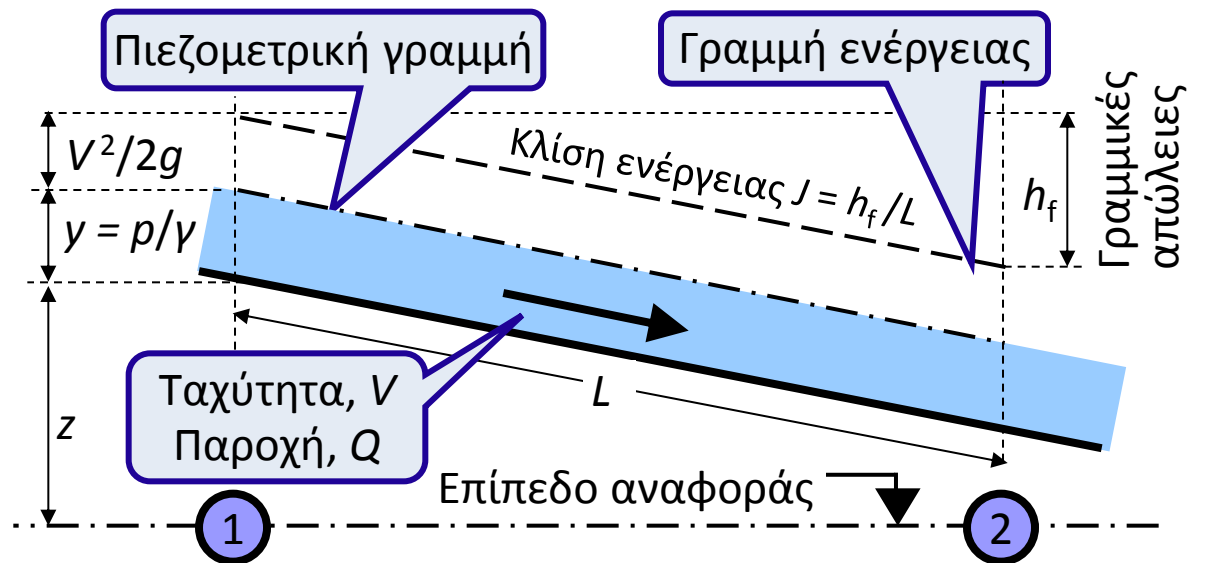 Πιεζομετρική γραμμή
Γραμμή ενέργειας
Γραμμικές
απώλειες
V²/2g
Κλίση ενέργειας J = h_f/L
h_f
y = p/γ
Ταχύτητα, V
Παροχή, Q
L
z
Επίπεδο αναφοράς
1
2